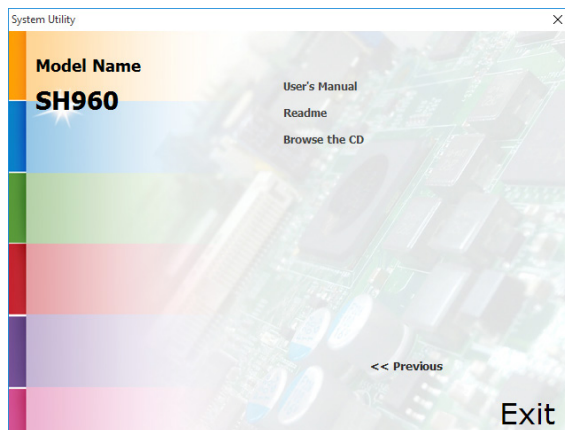 System Utility
Model Name
SH960
User's Manual
Readme
Browse the CD
<< Previous
Exit